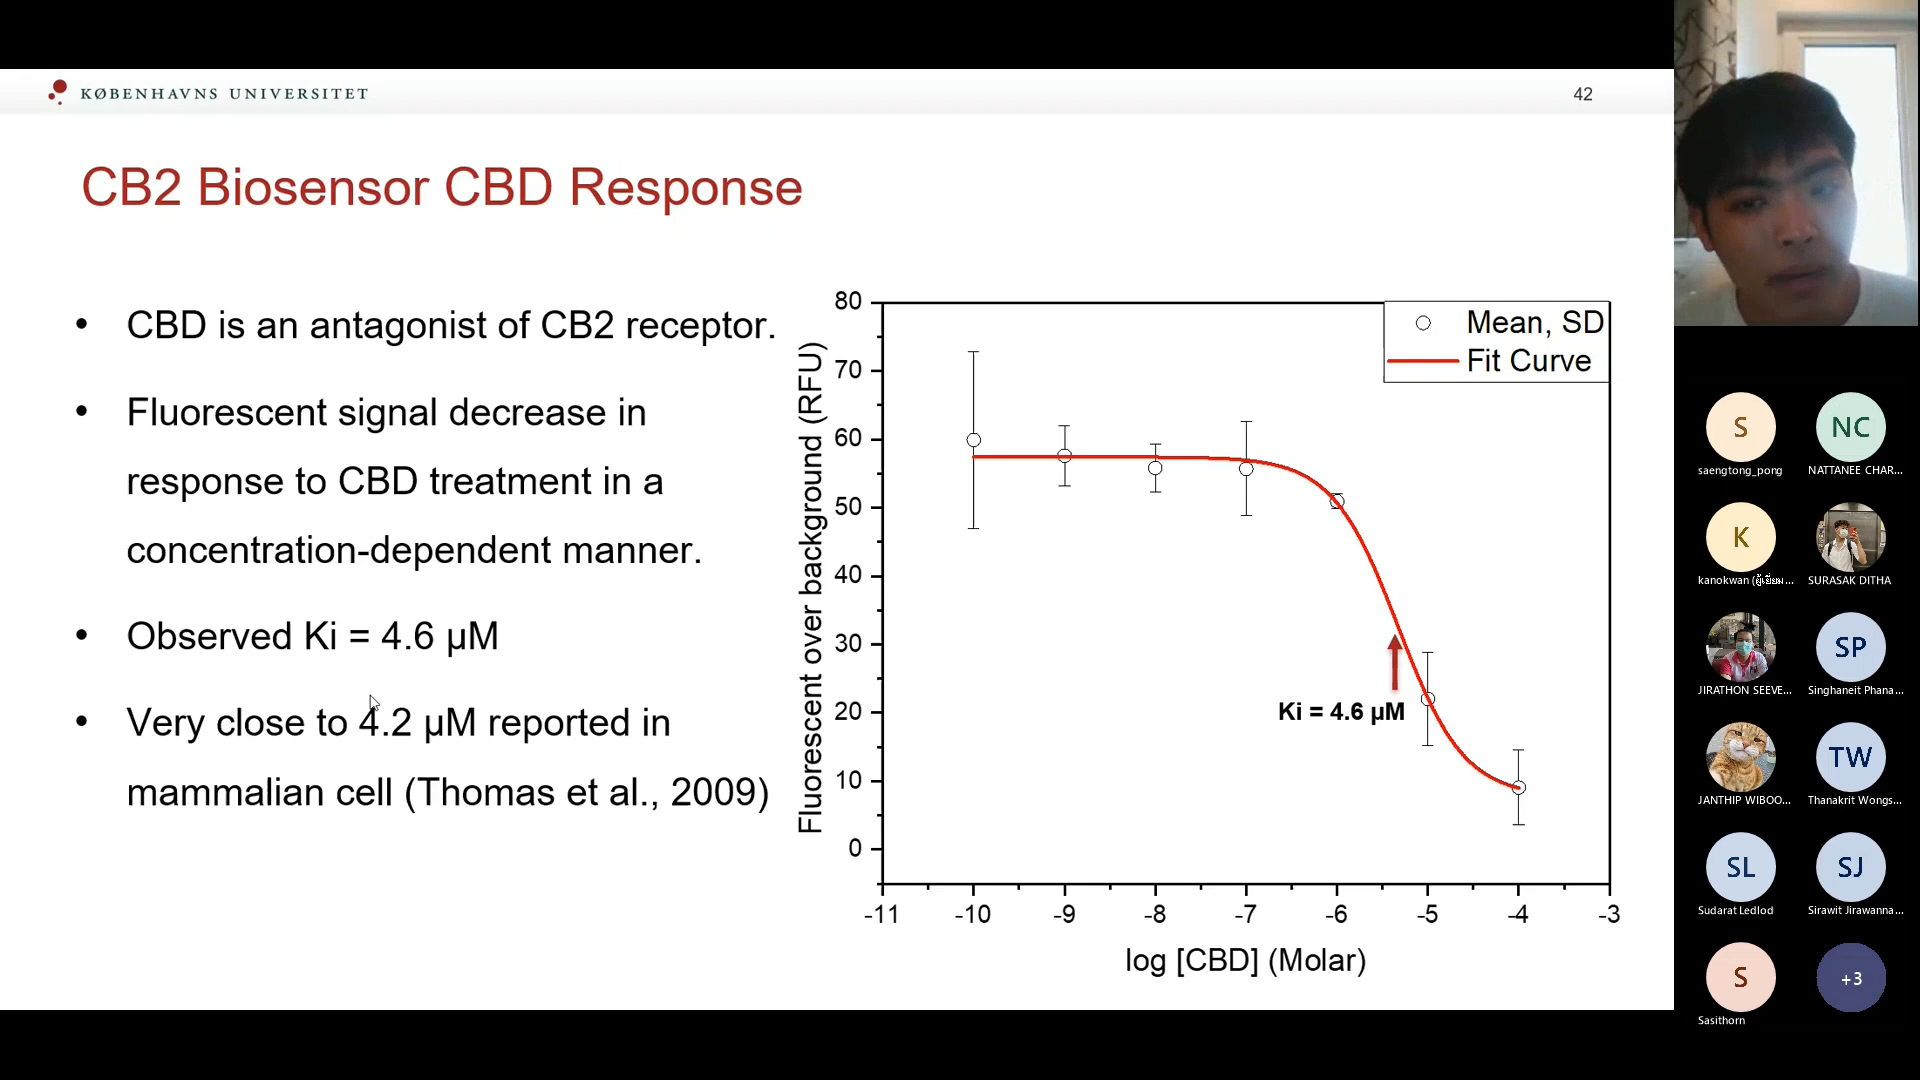 KØBENHAVNS UNIVERSITET
42
CB2 Biosensor CBD Response
• CBD is an antagonist of CB2 receptor.
• Fluorescent signal decrease in
response to CBD treatment in a
concentration-dependent manner.
• Observed Ki = 4.6 µM
• Very close to 4.2 µM reported in
mammalian cell (Thomas et al., 2009)
Fluorescent over background (RFU)
80
70
60
50
40
30
20
10
0
Mean, SD
Fit Curve
Ki = 4.6 µM
-11 -10 -9 -8 -7 -6 -5 -4 -3
log [CBD] (Molar)
S NC
saengtong_pong NATTANEE CHAR...
K
kanokwan (ผู้เยี่ยม... SURASAK DITHA
SP
JIRATHON SEEVE... Singhaneit Phana...
TW
JANTHIP WIBOO... Thanakrit Wongs...
SL SJ
Sudarat Ledlod Sirawit Jirawanna...
S +3
Sasithorn